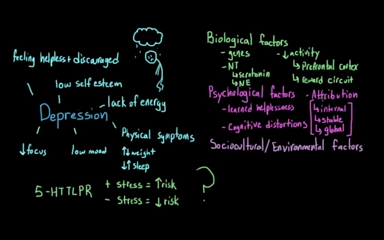 feeling helpless + discouraged
low self esteem
lack of energy
Depression
Physical symptoms
↑↓ weight
↑↓ sleep
↓ focus
low mood
5-HTTLPR
+ stress = ↑ risk
- stress = ↓ risk
?
Biological factors
- genes
- NT
↳ serotonin
↳ NE
- ↓ activity
↳ Prefrontal cortex
↳ reward circuit
Psychological factors
- learned helplessness
- Cognitive distortions
- Attribution
↳ internal
↳ stable
↳ global
Sociocultural/Environmental factors